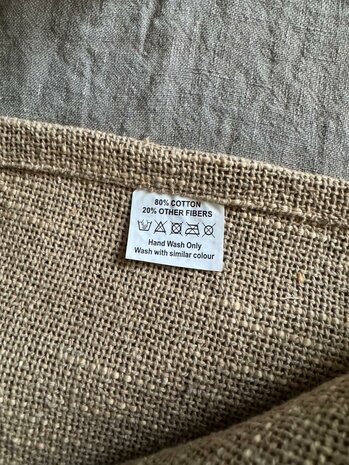 80% COTTON
20% OTHER FIBERS
Hand Wash Only
Wash with similar colour